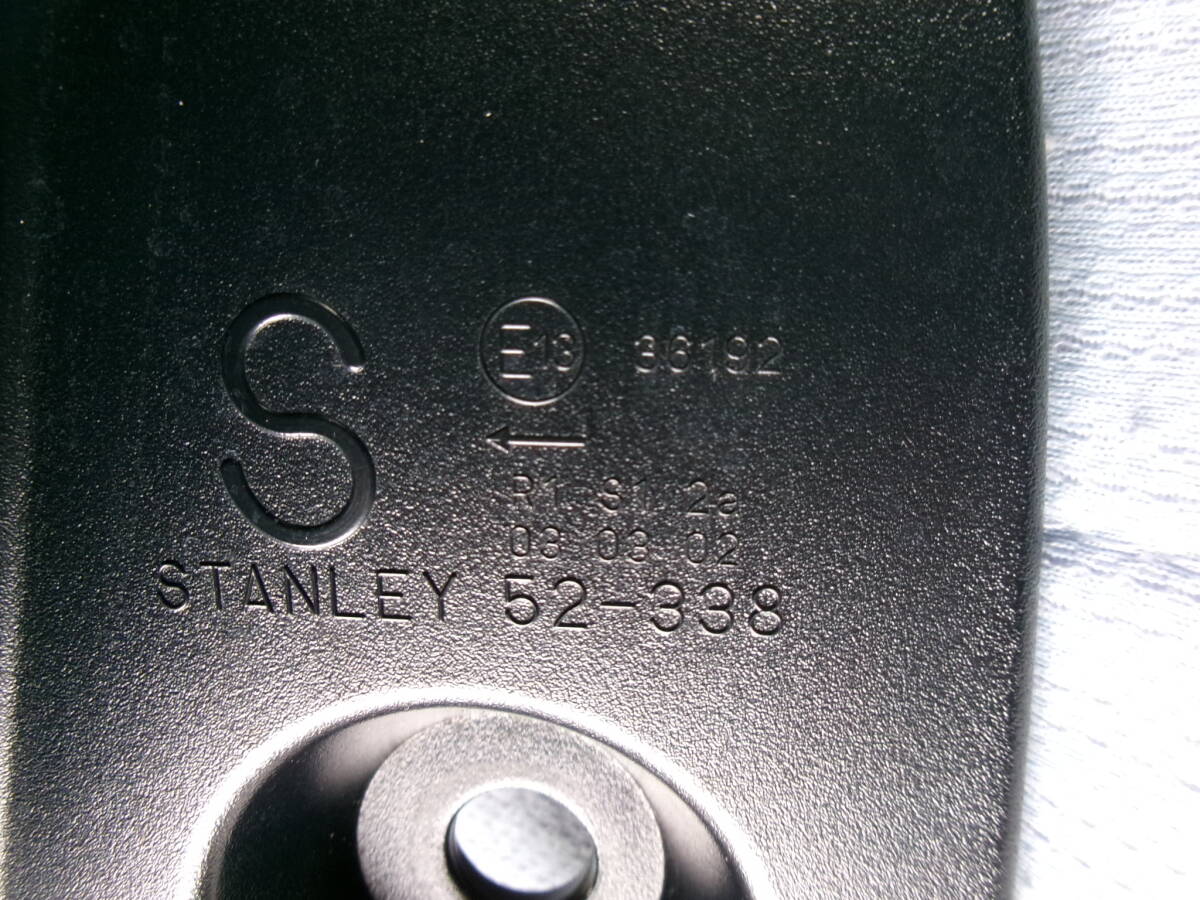 S
E13 36192
←
R1 S1 2a
03 03 02
STANLEY 52-338